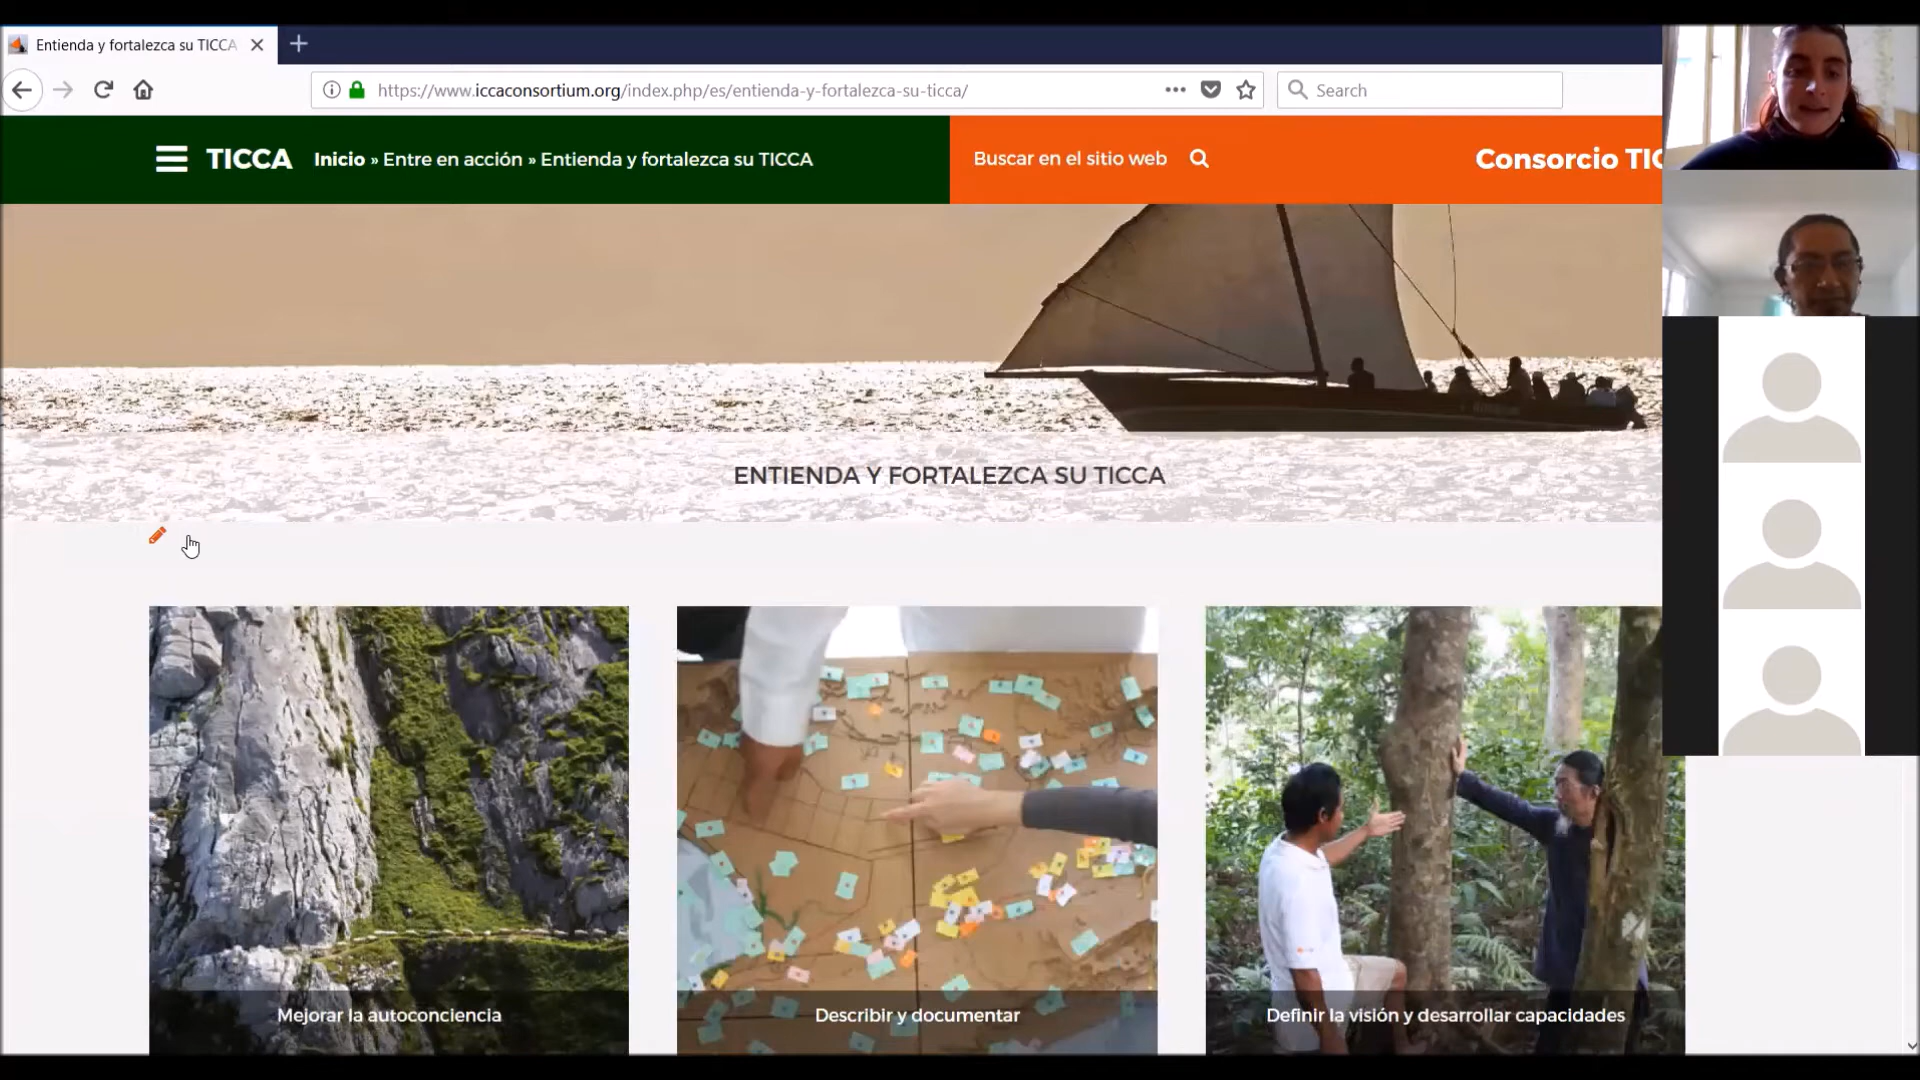 Entienda y fortalezca su TICCA
https://www.iccaconsortium.org/index.php/es/entienda-y-fortalezca-su-ticca/
Search
TICCA
Inicio » Entre en acción » Entienda y fortalezca su TICCA
Buscar en el sitio web
Consorcio TIC
ENTIENDA Y FORTALEZCA SU TICCA
Mejorar la autoconciencia
Describir y documentar
Definir la visión y desarrollar capacidades